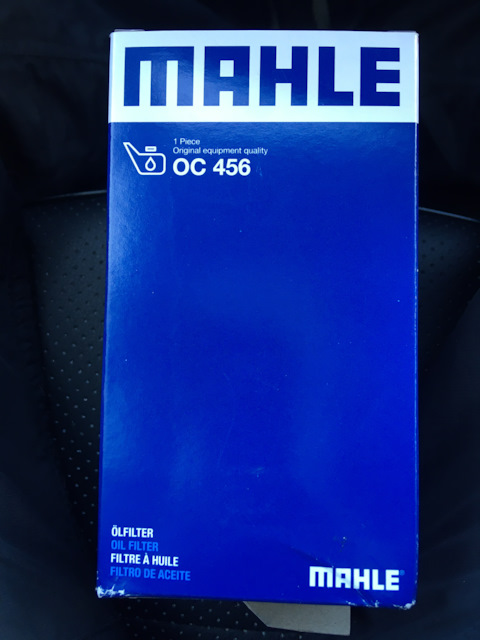 MAHLE
1 Piece
Original equipment quality
OC 456
ÖLFILTER
OIL FILTER
FILTRE À HUILE
FILTRO DE ACEITE
MAHLE®